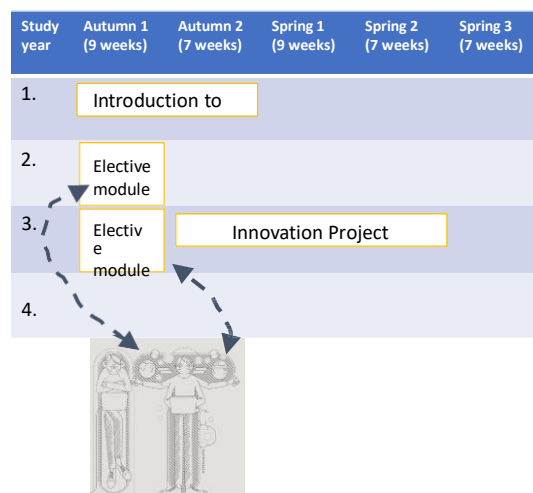 Study Autumn 1 Autumn 2 Spring 1 Spring 2 Spring 3
year (9 weeks) (7 weeks) (9 weeks) (7 weeks) (7 weeks)
1. Introduction to
2. Elective
module
3. Electiv
e
module
Innovation Project
4.